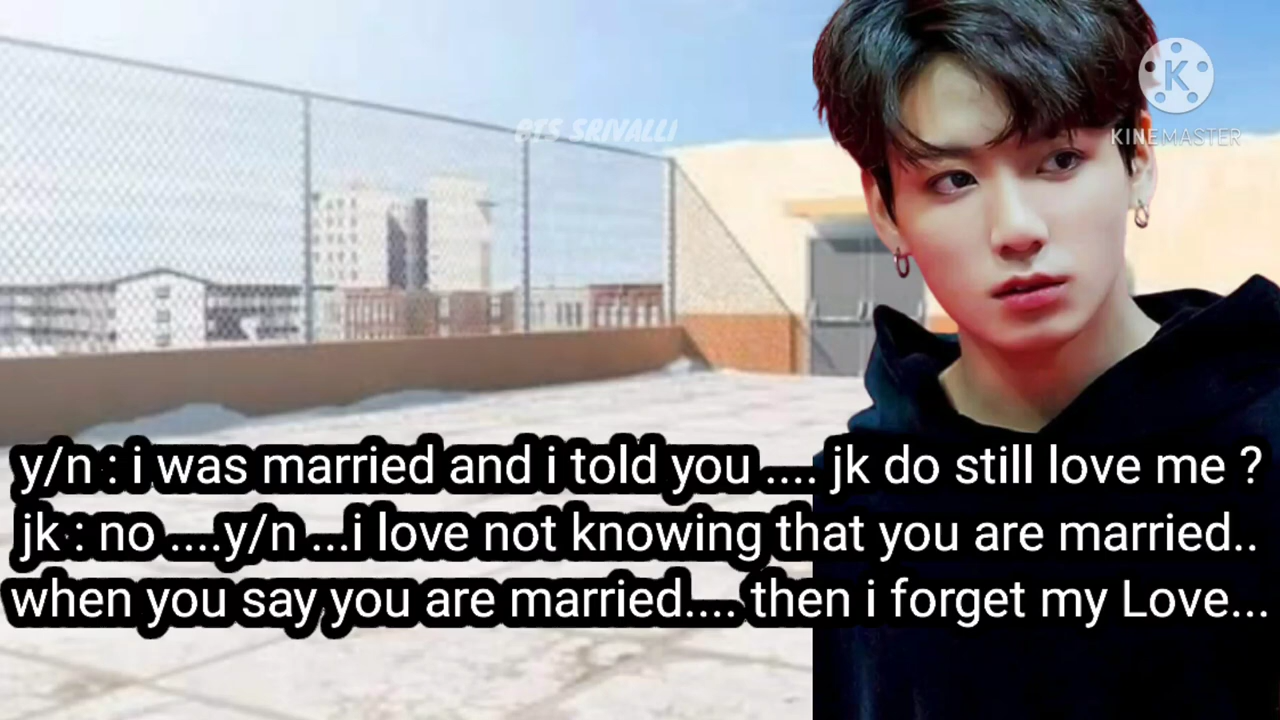 BTS SRIVALLI
KINEMASTER
y/n : i was married and i told you .... jk do still love me ?
jk : no ....y/n ...i love not knowing that you are married..
when you say you are married.... then i forget my Love...